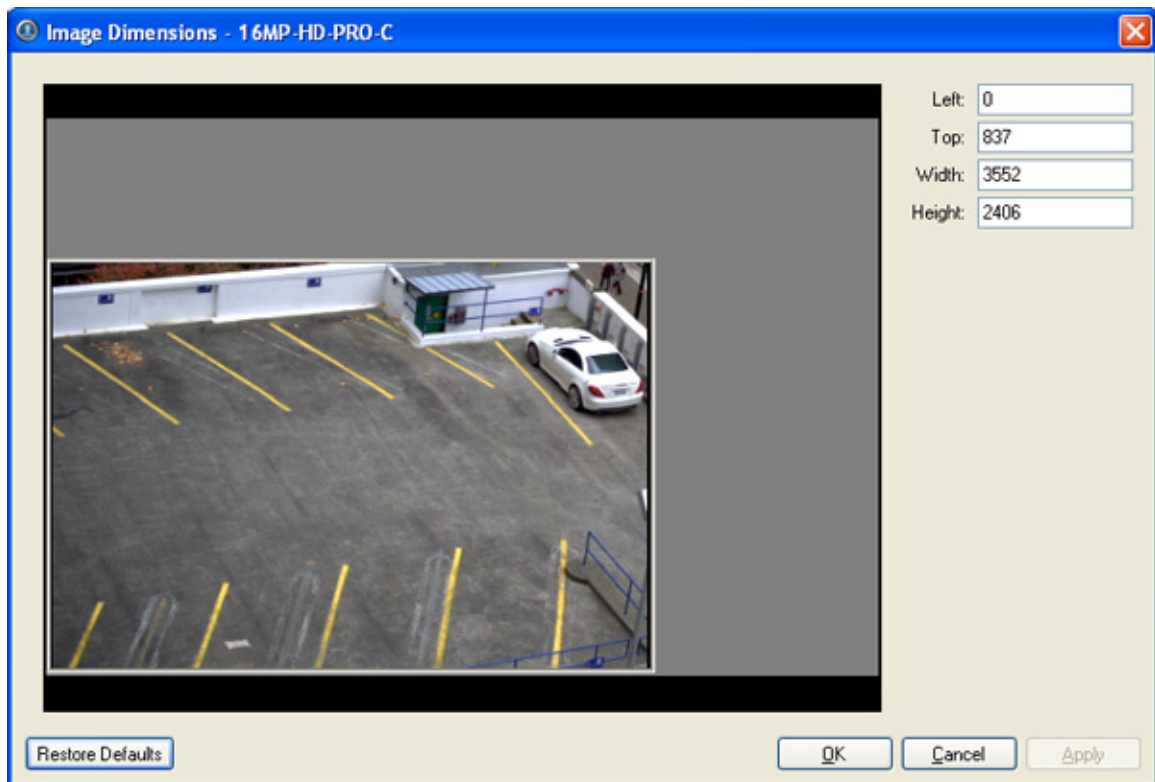 Image Dimensions - 16MP-HD-PRO-C
Left: 0
Top: 837
Width: 3552
Height: 2406
Restore Defaults
OK
Cancel
Apply